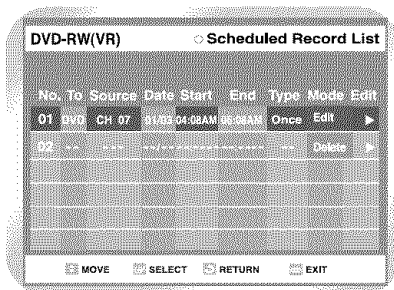 DVD-RW(VR) Scheduled Record List
No. To Source Date Start End Type Mode Edit
01 DVD CH 07 01/03 04:08AM 06:08AM Once Edit ►
02 -- --- --/-- --:---- --:---- -- Delete ►
MOVE SELECT RETURN EXIT